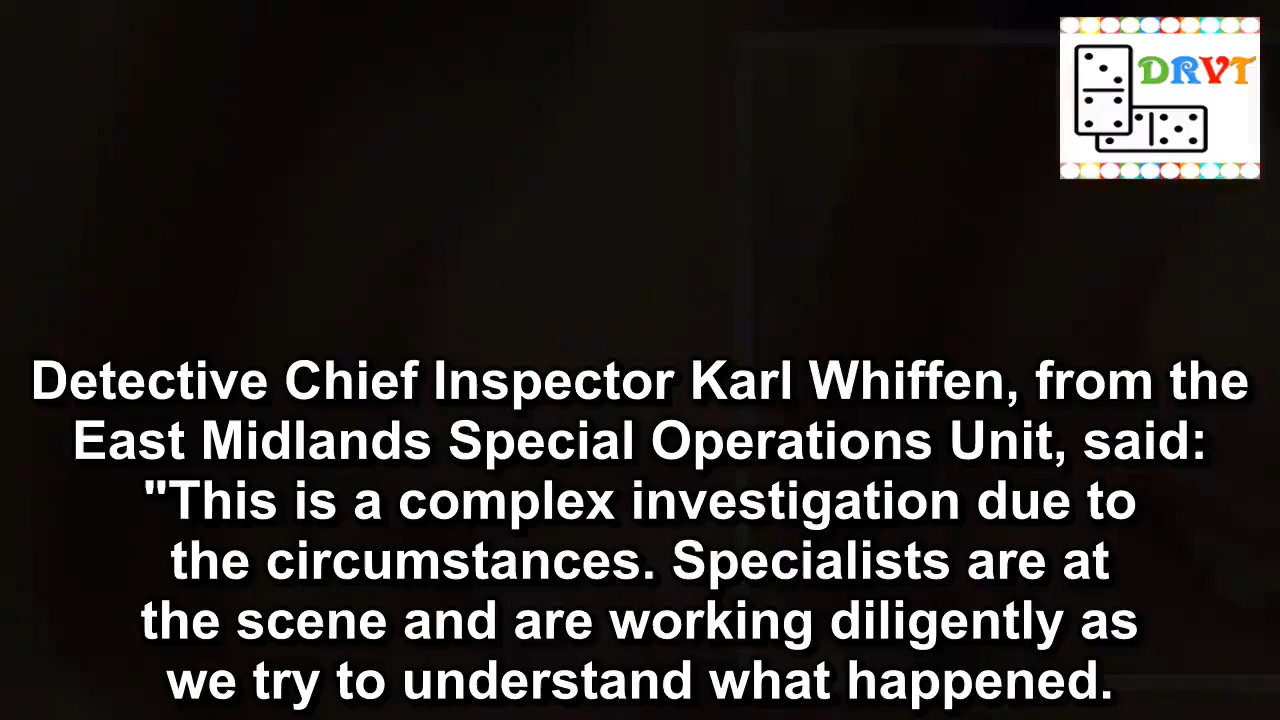 DRVT
Detective Chief Inspector Karl Whiffen, from the
East Midlands Special Operations Unit, said:
"This is a complex investigation due to
the circumstances. Specialists are at
the scene and are working diligently as
we try to understand what happened.